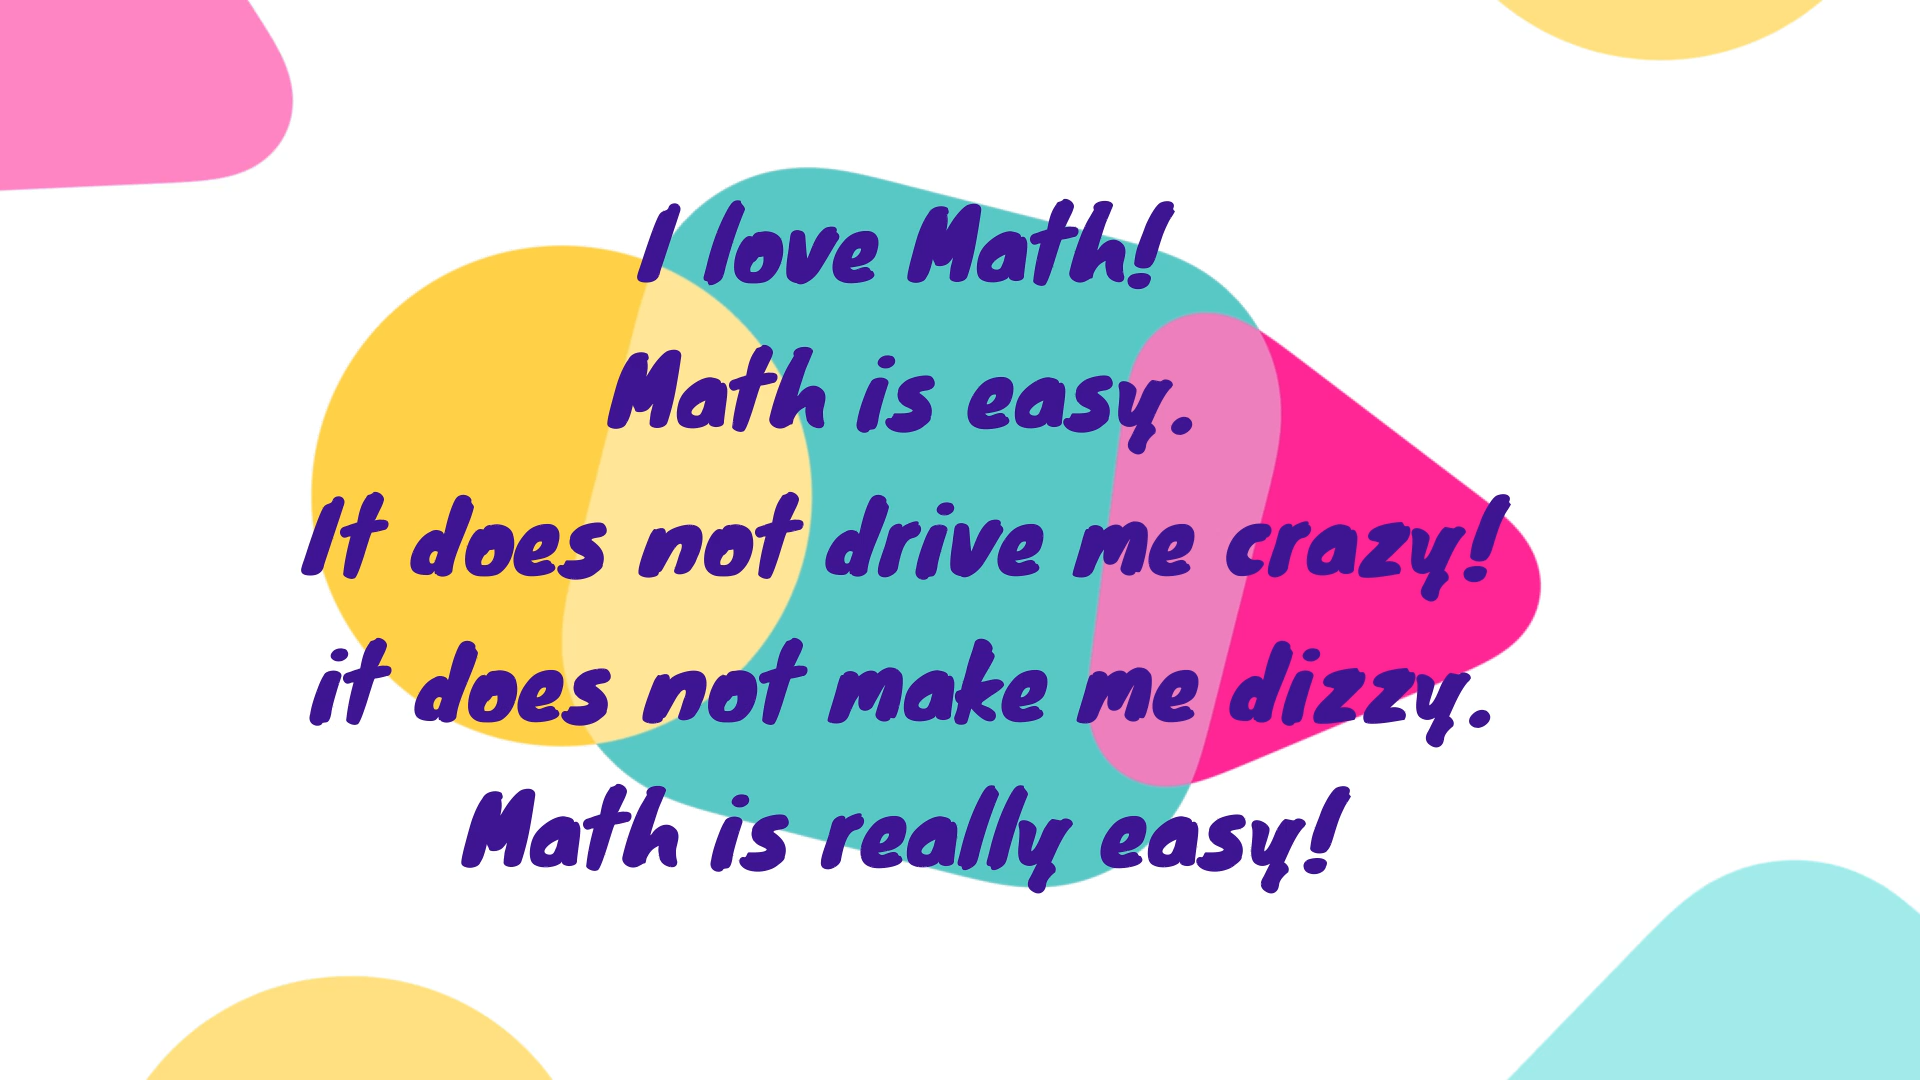 I love Math!
Math is easy.
It does not drive me crazy!
it does not make me dizzy.
Math is really easy!